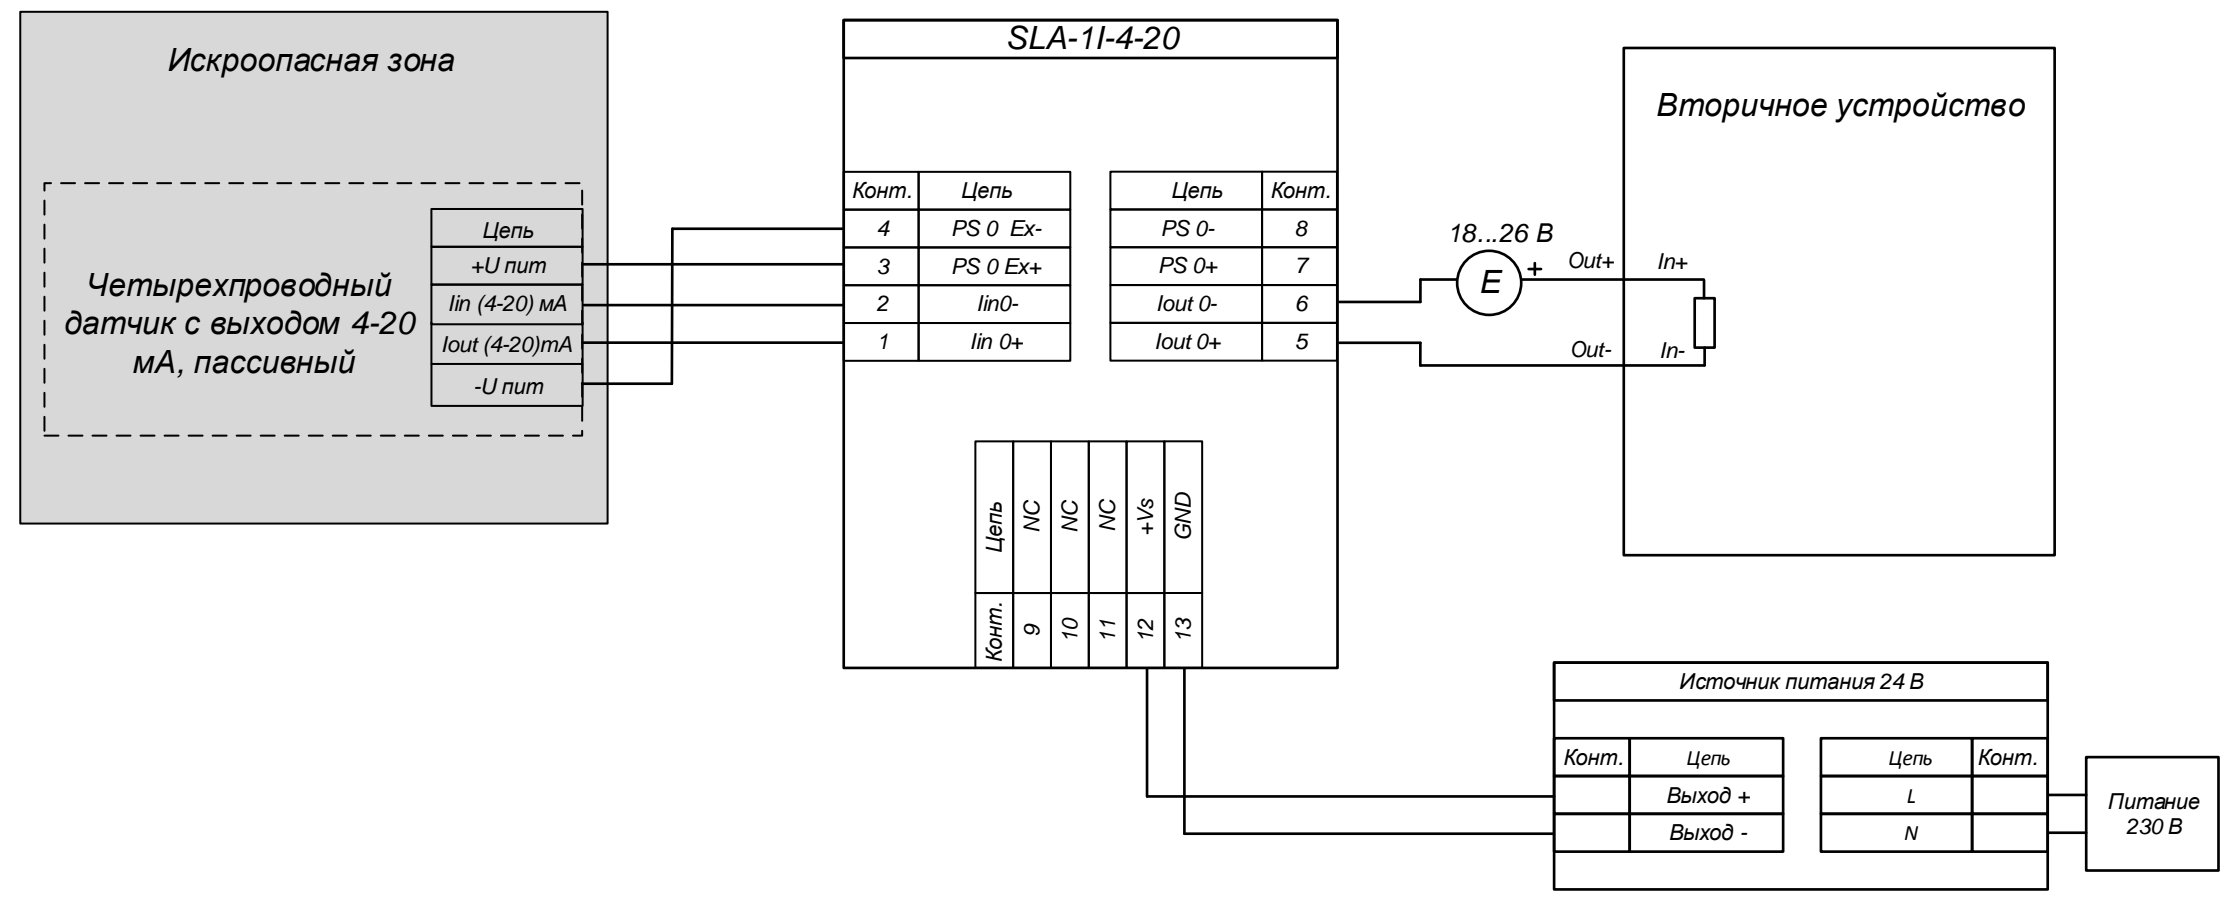 Искроопасная зона
Четырехпроводный
датчик с выходом 4-20
мА, пассивный
Цепь
+U пит
Iin (4-20) мА
Iout (4-20)mA
-U пит
SLA-1I-4-20
Конт. Цепь
4 PS 0 Ex-
3 PS 0 Ex+
2 Iin0-
1 Iin 0+
Цепь Конт.
PS 0- 8
PS 0+ 7
Iout 0- 6
Iout 0+ 5
Цепь NC NC NC +Vs GND
Конт. 9 10 11 12 13
18...26 В
E
+
Out+
Out-
Вторичное устройство
In+
In-
Источник питания 24 В
Конт. Цепь
Выход +
Выход -
Цепь Конт.
L
N
Питание
230 В